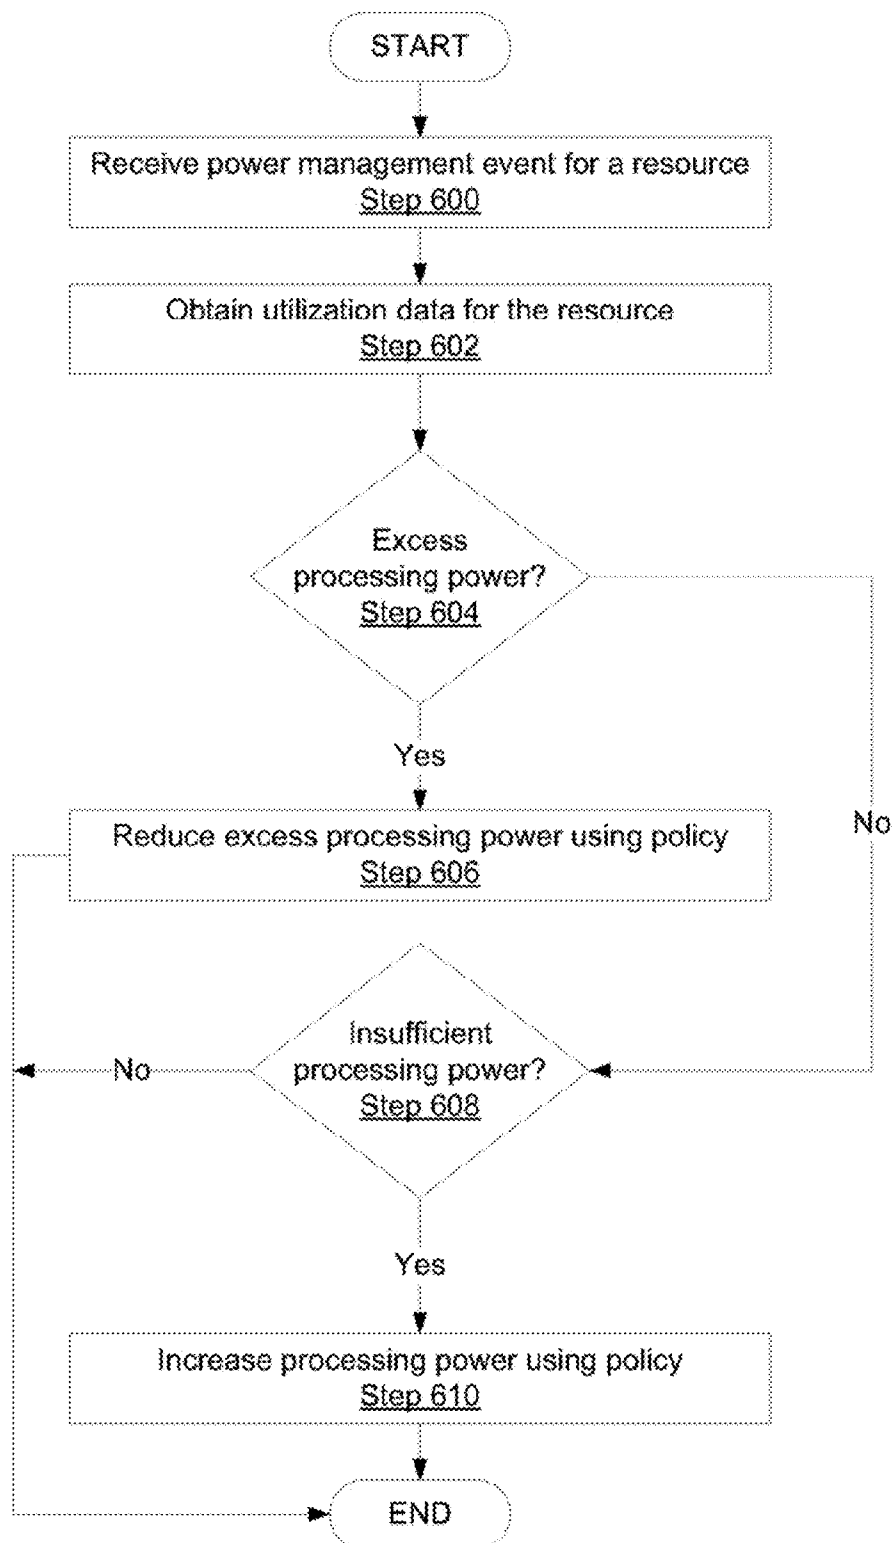 START
Receive power management event for a resource
Step 600
Obtain utilization data for the resource
Step 602
Excess
processing power?
Step 604
Yes
No
Reduce excess processing power using policy
Step 606
Insufficient
processing power?
Step 608
No
Yes
Increase processing power using policy
Step 610
END